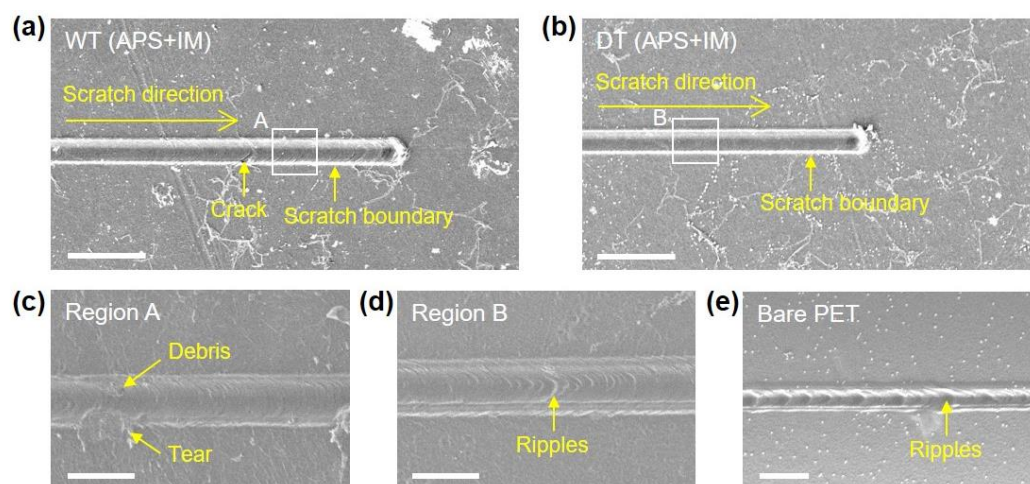 (a)
WT (APS+IM)
Scratch direction
A
Crack
Scratch boundary
(b)
DT (APS+IM)
Scratch direction
B
Scratch boundary
(c)
Region A
Debris
Tear
(d)
Region B
Ripples
(e)
Bare PET
Ripples